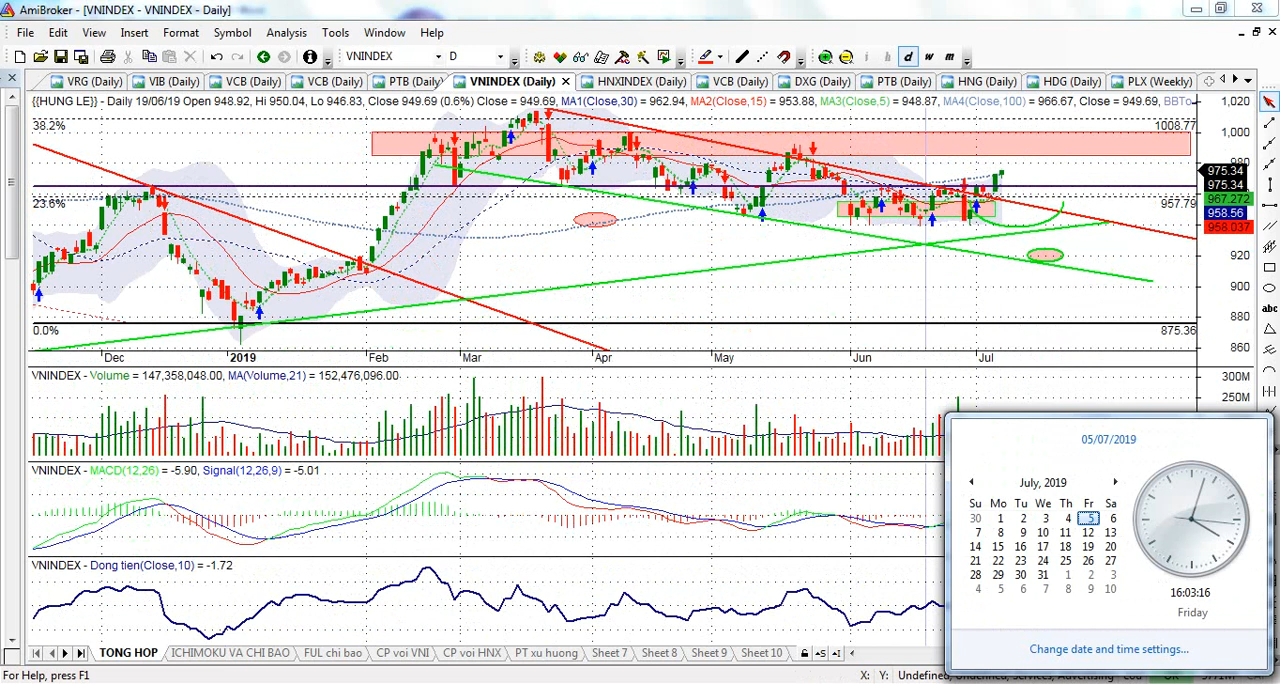 AmiBroker - [VNINDEX - VNINDEX - Daily]
File Edit View Insert Format Symbol Analysis Tools Window Help
VNINDEX D i h d w m
VRG (Daily) VIB (Daily) VCB (Daily) VCB (Daily) PTB (Daily) VNINDEX (Daily) HNXINDEX (Daily) VCB (Daily) DXG (Daily) PTB (Daily) HNG (Daily) HDG (Daily) PLX (Weekly)
{{HUNG LE}} - Daily 19/06/19 Open 948.92, Hi 950.04, Lo 946.83, Close 949.69 (0.6%) Close = 949.69, MA1(Close,30) = 962.94, MA2(Close,15) = 953.88, MA3(Close,5) = 948.87, MA4(Close,100) = 966.67, Close = 949.69, BBTo
1,020
38.2% 1008.77
1,000
980
975.34
975.34
23.6% 957.79 967.272
958.56
958.037
abc
920
900
880
0.0% 875.36
860
Dec 2019 Feb Mar Apr May Jun Jul
VNINDEX - Volume = 147,358,048.00, MA(Volume,21) = 152,476,096.00
300M
250M
VNINDEX - MACD(12,26) = -5.90, Signal(12,26,9) = -5.01
VNINDEX - Dong tien(Close,10) = -1.72
05/07/2019
July, 2019
Su Mo Tu We Th Fr Sa
30 1 2 3 4 5 6
7 8 9 10 11 12 13
14 15 16 17 18 19 20
21 22 23 24 25 26 27
28 29 30 31 1 2 3
4 5 6 7 8 9 10
16:03:16
Friday
Change date and time settings...
TONG HOP ICHIMOKU VA CHI BAO FUL chi bao CP voi VNI CP voi HNX PT xu huong Sheet 7 Sheet 8 Sheet 9 Sheet 10
For Help, press F1 X: Y: